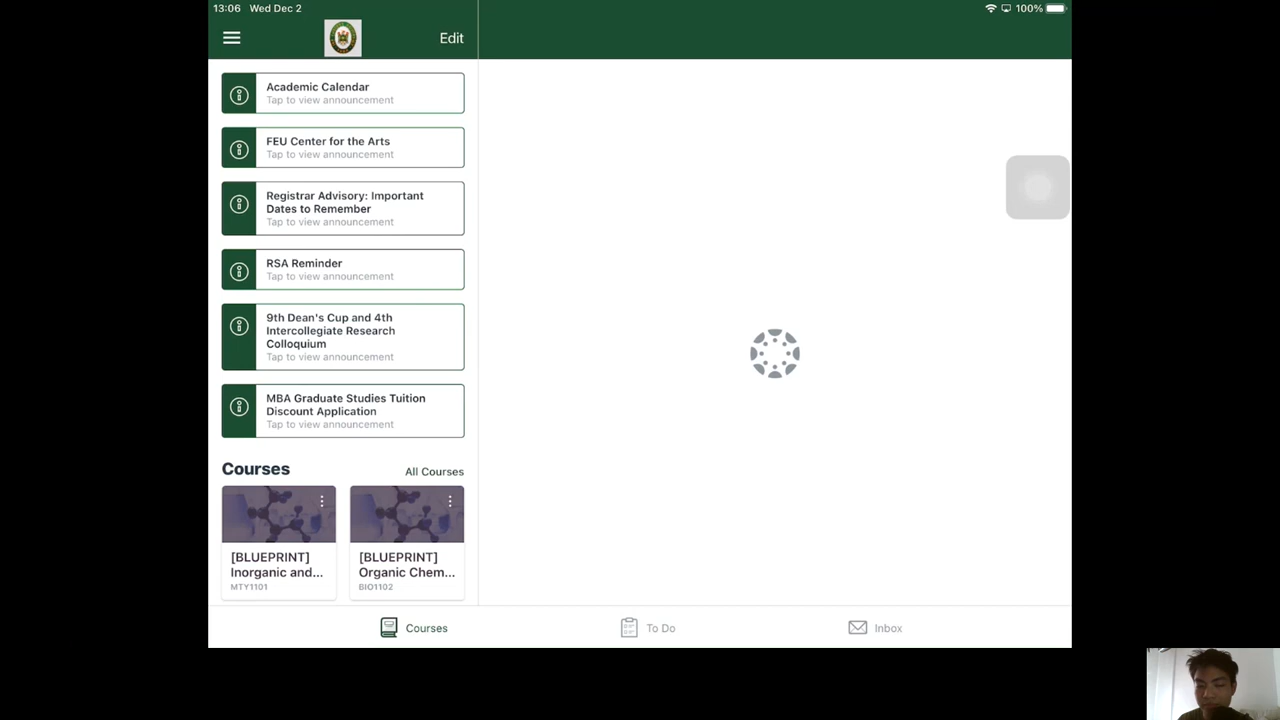 13:06 Wed Dec 2
100%
Edit
Academic Calendar
Tap to view announcement
FEU Center for the Arts
Tap to view announcement
Registrar Advisory: Important
Dates to Remember
Tap to view announcement
RSA Reminder
Tap to view announcement
9th Dean's Cup and 4th
Intercollegiate Research
Colloquium
Tap to view announcement
MBA Graduate Studies Tuition
Discount Application
Tap to view announcement
Courses
All Courses
[BLUEPRINT]
Inorganic and...
MTY1101
[BLUEPRINT]
Organic Chem...
BIO1102
Courses
To Do
Inbox